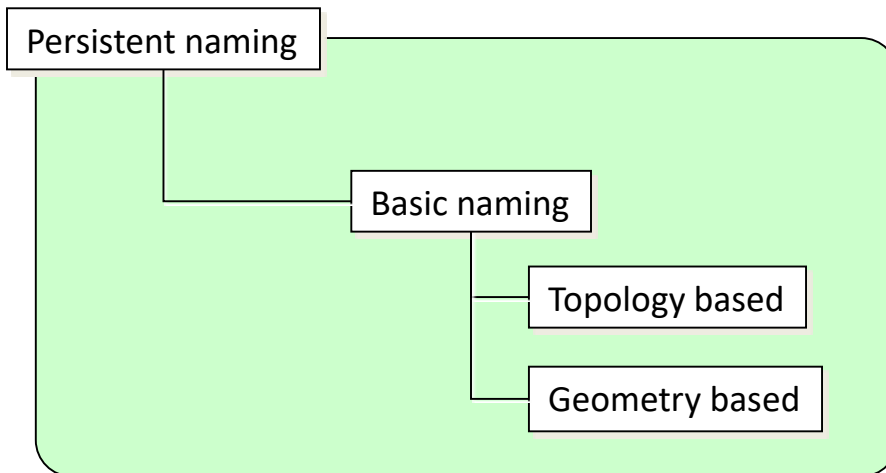 Persistent naming
Basic naming
Topology based
Geometry based